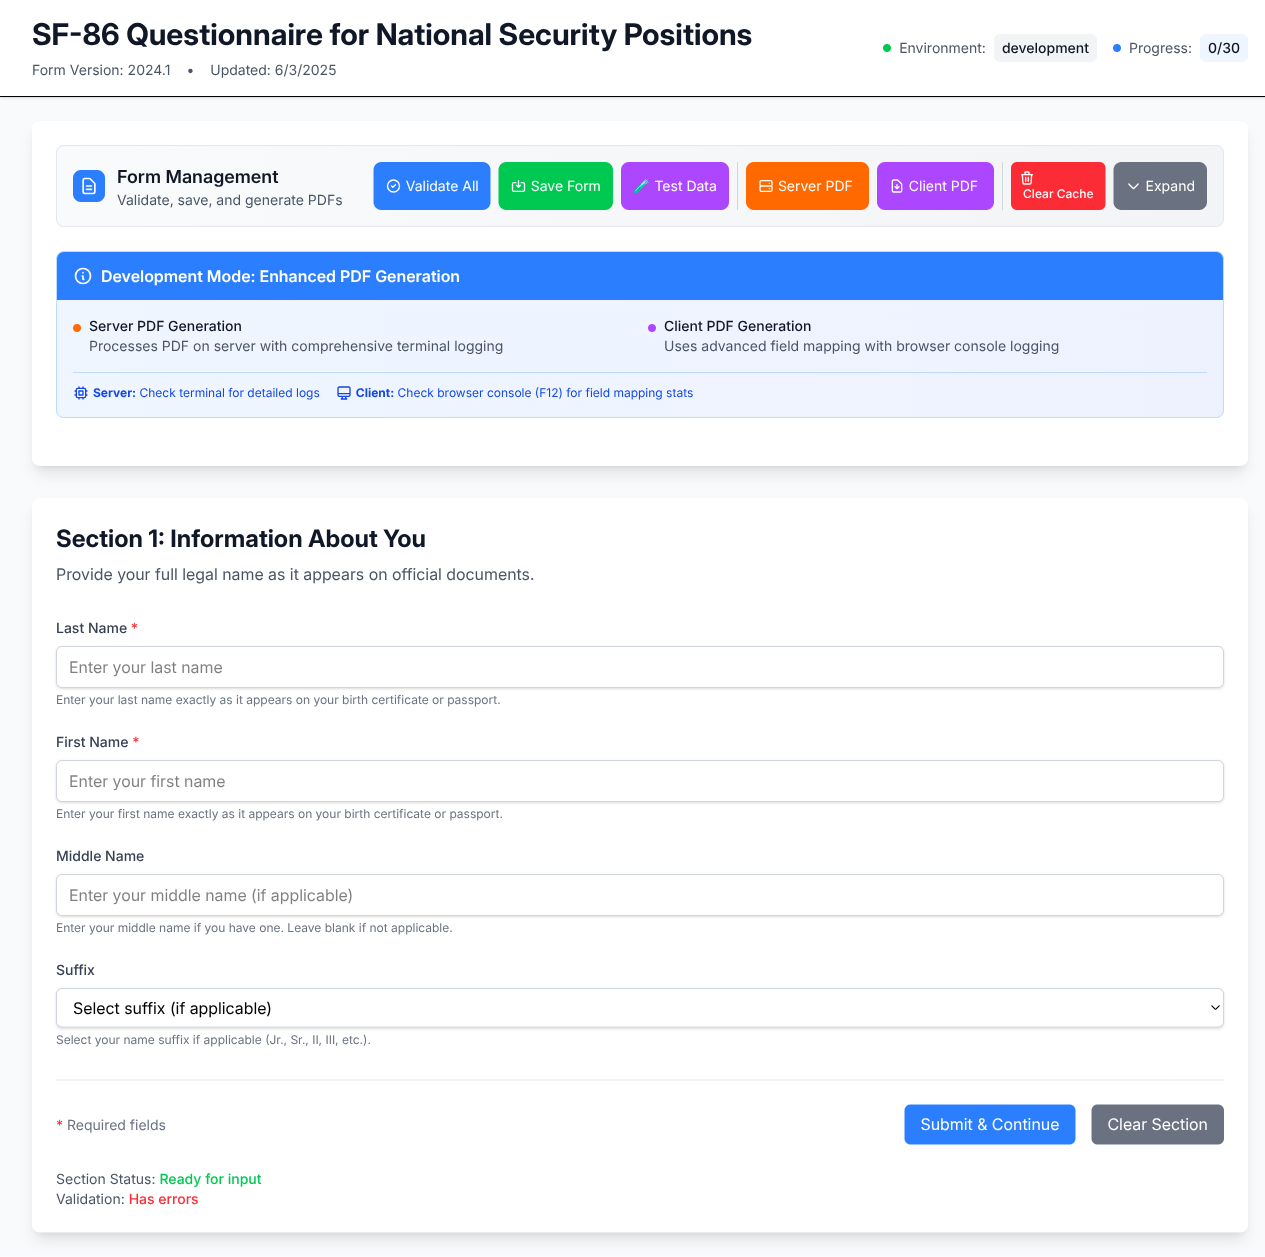 SF-86 Questionnaire for National Security Positions
Form Version: 2024.1 • Updated: 6/3/2025
Environment: development Progress: 0/30
Form Management
Validate, save, and generate PDFs
Validate All
Save Form
Test Data
Server PDF
Client PDF
Clear Cache
Expand
Development Mode: Enhanced PDF Generation
Server PDF Generation
Processes PDF on server with comprehensive terminal logging
Client PDF Generation
Uses advanced field mapping with browser console logging
Server: Check terminal for detailed logs
Client: Check browser console (F12) for field mapping stats
Section 1: Information About You
Provide your full legal name as it appears on official documents.
Last Name *
Enter your last name
Enter your last name exactly as it appears on your birth certificate or passport.
First Name *
Enter your first name
Enter your first name exactly as it appears on your birth certificate or passport.
Middle Name
Enter your middle name (if applicable)
Enter your middle name if you have one. Leave blank if not applicable.
Suffix
Select suffix (if applicable)
Select your name suffix if applicable (Jr., Sr., II, III, etc.).
* Required fields
Submit & Continue
Clear Section
Section Status: Ready for input
Validation: Has errors